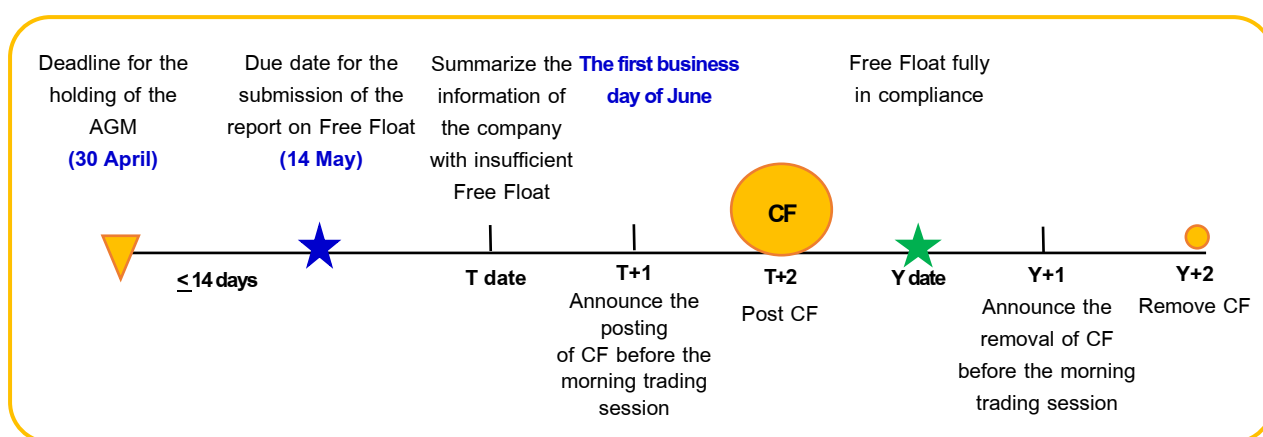 Deadline for the
holding of the
AGM
(30 April)
Due date for the
submission of the
report on Free Float
(14 May)
Summarize the
information of
the company
with insufficient
Free Float
The first business
day of June
Free Float fully
in compliance
CF
< 14 days
T date
T+1
Announce the
posting
of CF before the
morning trading
session
T+2
Post CF
Y date
Y+1
Announce the
removal of CF
before the morning
trading session
Y+2
Remove CF